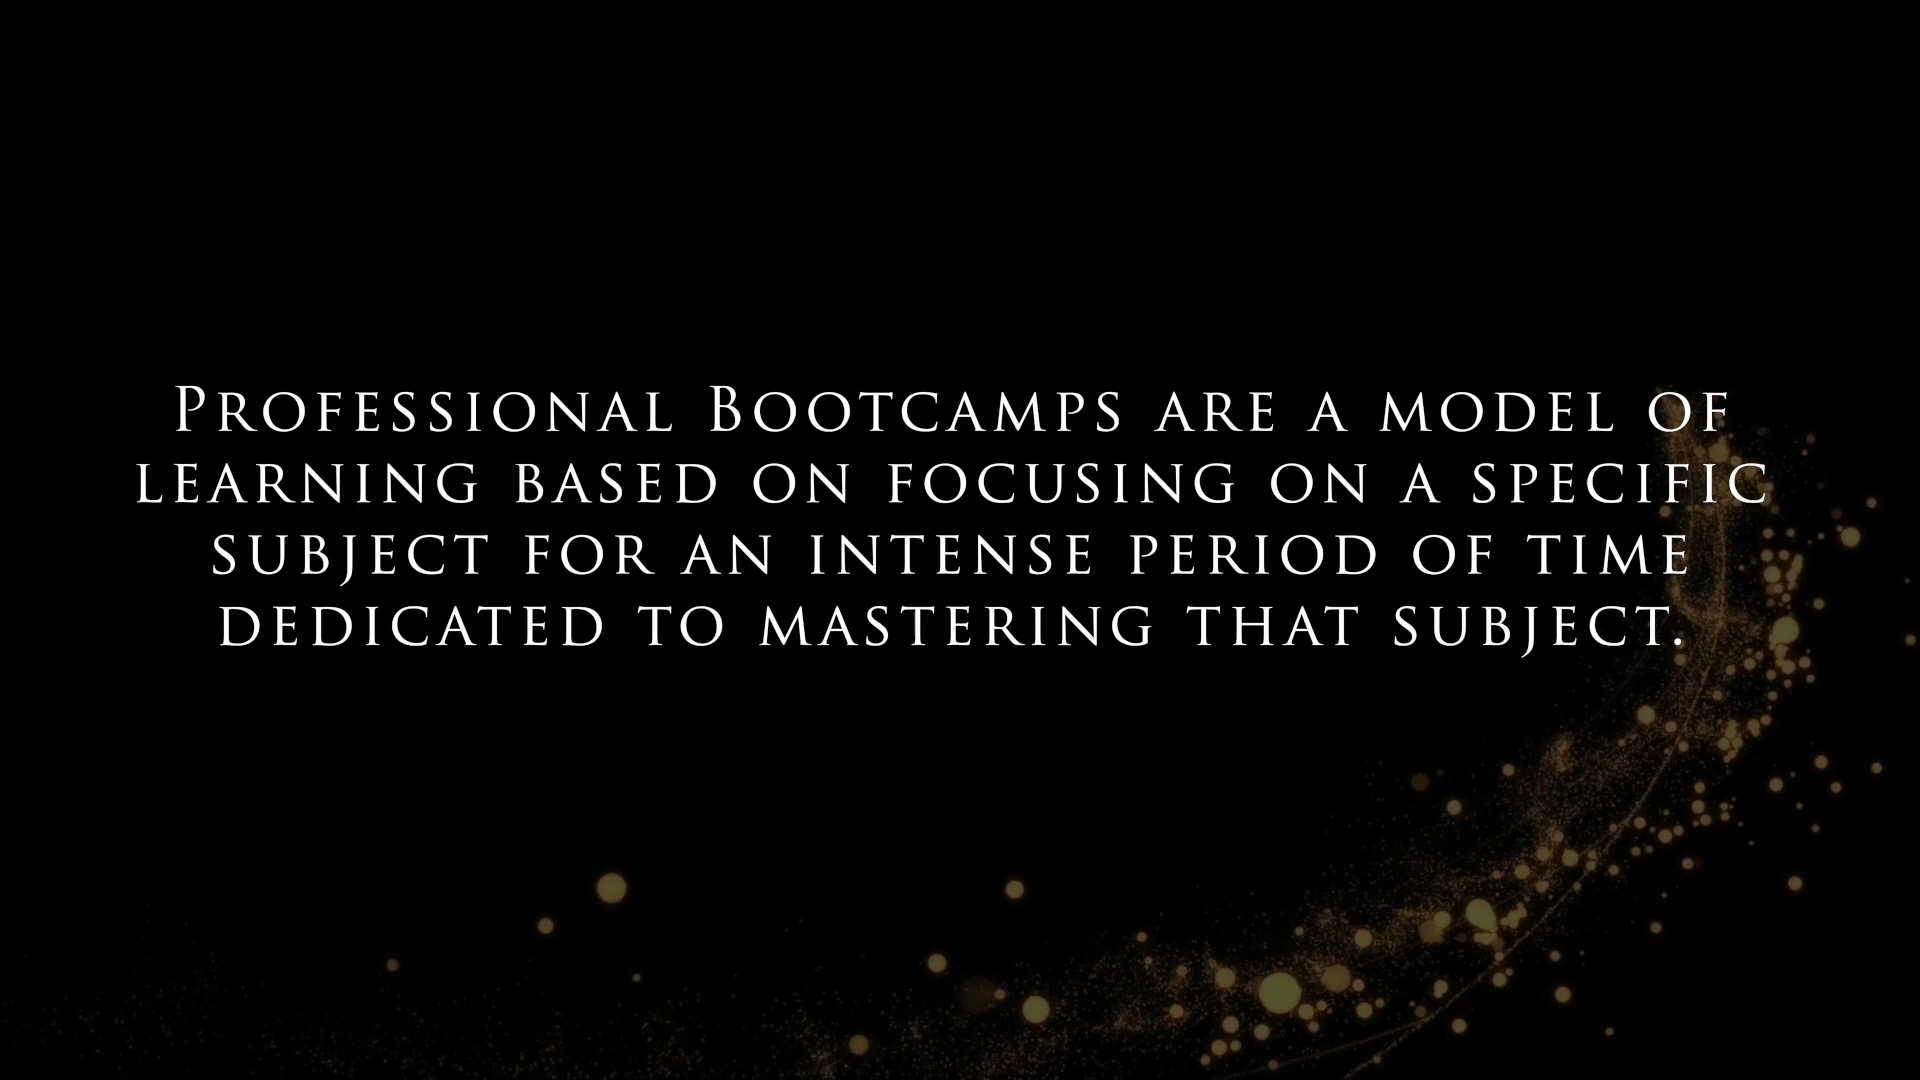 Professional Bootcamps are a model of
learning based on focusing on a specific
subject for an intense period of time
dedicated to mastering that subject.